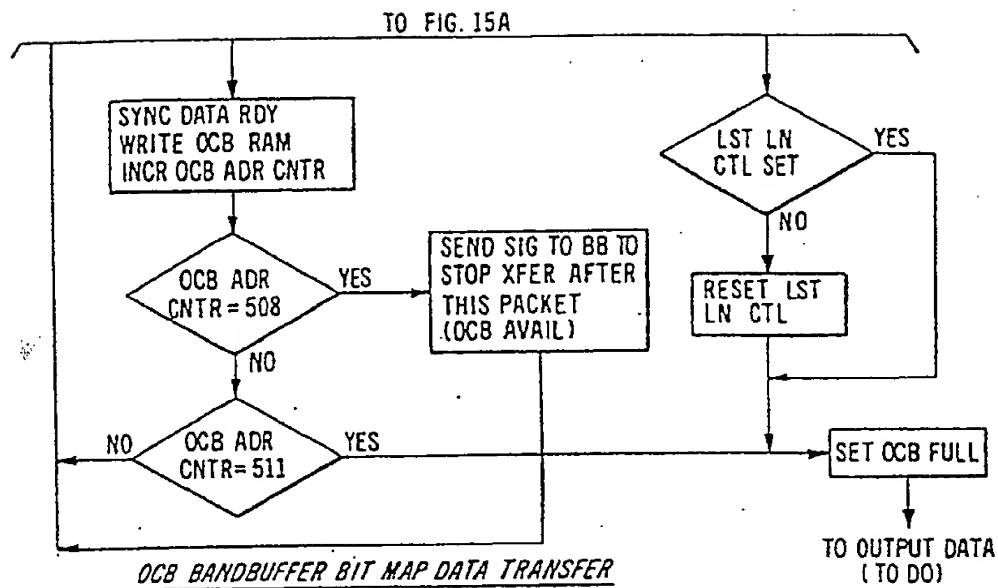 TO FIG. 15A
SYNC DATA RDY
WRITE OCB RAM
INCR OCB ADR CNTR
OCB ADR
CNTR = 508
YES
NO
SEND SIG TO BB TO
STOP XFER AFTER
THIS PACKET
(OCB AVAIL)
OCB ADR
CNTR = 511
NO
YES
LST LN
CTL SET
YES
NO
RESET LST
LN CTL
SET OCB FULL
TO OUTPUT DATA
(TO DO)
OCB BANDBUFFER BIT MAP DATA TRANSFER